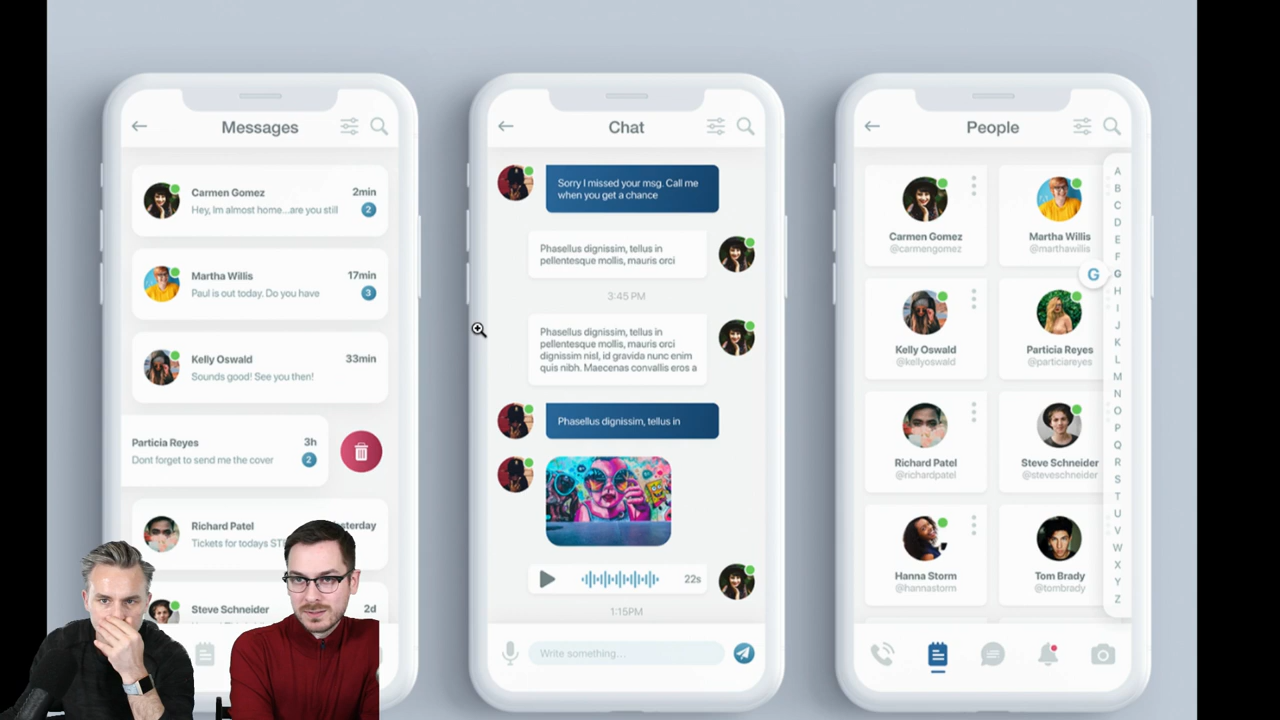 Messages
Carmen Gomez
2min
Hey, Im almost home...are you still
2
Martha Willis
17min
Paul is out today. Do you have
3
Kelly Oswald
33min
Sounds good! See you then!
Particia Reyes
3h
Dont forget to send me the cover
2
Richard Patel
sterday
Tickets for todays ST
Steve Schneider
2d
Chat
Sorry I missed your msg. Call me
when you get a chance
Phasellus dignissim, tellus in
pellentesque mollis, mauris orci
3:45 PM
Phasellus dignissim, tellus in
pellentesque mollis, mauris orci
dignissim nisl, id gravida nunc enim
quis nibh. Maecenas convallis eros a
Phasellus dignissim, tellus in
22s
1:15PM
Write something...
People
Carmen Gomez
@carmengomez
Martha Willis
@marthawillis
Kelly Oswald
@kellyoswald
Particia Reyes
@particiareyes
Richard Patel
@richardpatel
Steve Schneider
@steveschneider
Hanna Storm
@hannastorm
Tom Brady
@tombrady
G
A
B
C
D
E
F
G
H
I
J
K
L
M
N
O
P
Q
R
S
T
U
V
W
X
Y
Z